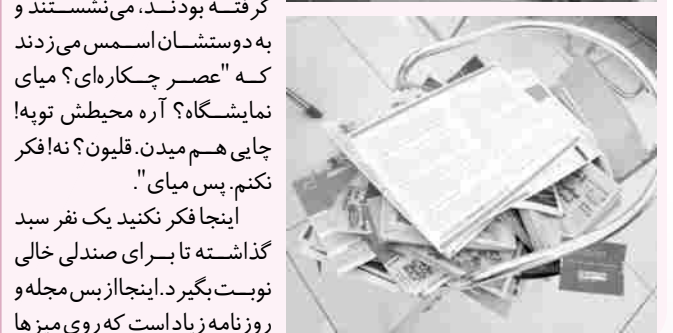 گرفته بودند، می‌نشستند و
به دوستشان اسمس می‌زدند
که "عصر چکاره‌ای؟ میای
نمایشگاه؟ آره محیطش توپه!
چایی هم میدن. قلیون؟ نه! فکر
نکنم. پس میای".
اینجا فکر نکنید یک نفر سبد
گذاشته تا برای صندلی خالی
نوبت بگیرد. اینجا از بس مجله و
روزنامه زیاد است که روی میزها